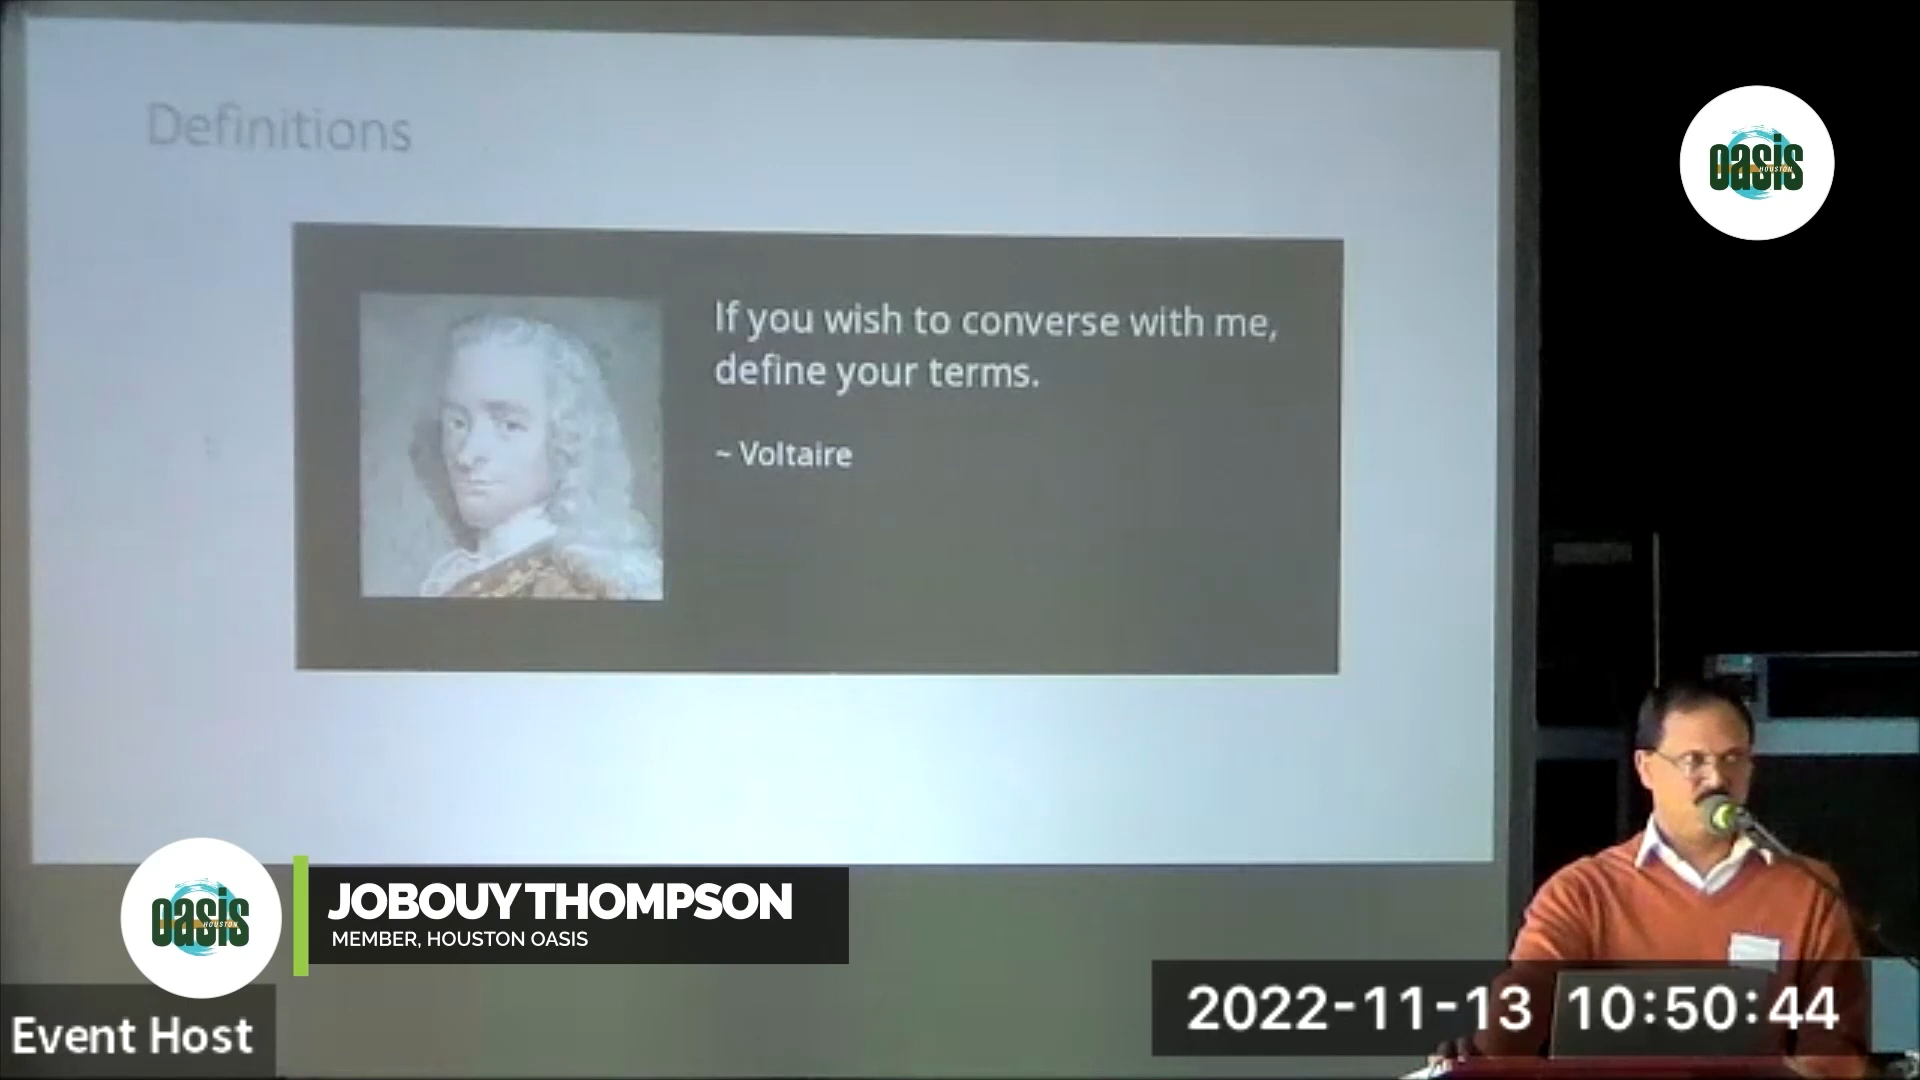 Definitions
oasis
HOUSTON
If you wish to converse with me,
define your terms.
~ Voltaire
oasis
HOUSTON
JOBOUY THOMPSON
MEMBER, HOUSTON OASIS
2022-11-13 10:50:44
Event Host